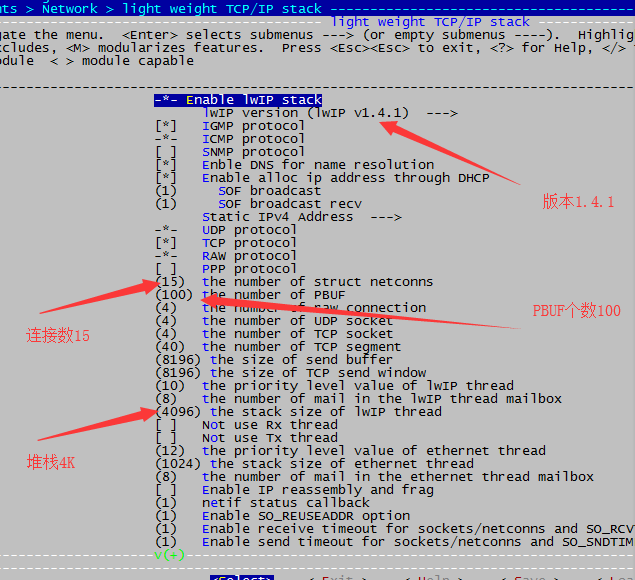 nts > Network > light weight TCP/IP stack
light weight TCP/IP stack
gate the menu.  <Enter> selects submenus ---> (or empty submenus ----).  Highlig
xcludes, <M> modularizes features.  Press <Esc><Esc> to exit, <?> for Help, </>
odule  < > module capable
-*- Enable lwIP stack
lwIP version (lwIP v1.4.1)  --->
[*]   IGMP protocol
-*-   ICMP protocol
[ ]   SNMP protocol
[*]   Enble DNS for name resolution
[*]   Enable alloc ip address through DHCP
(1)     SOF broadcast
(1)     SOF broadcast recv
Static IPv4 Address  --->
版本1.4.1
-*-   UDP protocol
[*]   TCP protocol
-*-   RAW protocol
[ ]   PPP protocol
(15)  the number of struct netconns
(100) the number of PBUF
PBUF个数100
(4)   the number of raw connection
(4)   the number of UDP socket
连接数15
(4)   the number of TCP socket
(40)  the number of TCP segment
(8196) the size of send buffer
(8196) the size of TCP send window
(10)  the priority level value of lwIP thread
(8)   the number of mail in the lwIP thread mailbox
(4096) the stack size of lwIP thread
[ ]   Not use Rx thread
[ ]   Not use Tx thread
(12)  the priority level value of ethernet thread
堆栈4K
(1024) the stack size of ethernet thread
(8)   the number of mail in the ethernet thread mailbox
[ ]   Enable IP reassembly and frag
(1)   netif status callback
(1)   Enable SO_REUSEADDR option
(1)   Enable receive timeout for sockets/netconns and SO_RCV
(1)   Enable send timeout for sockets/netconns and SO_SNDTIM
v(+)
<Select>    < Exit >    < Help >    < Save >    < Loa